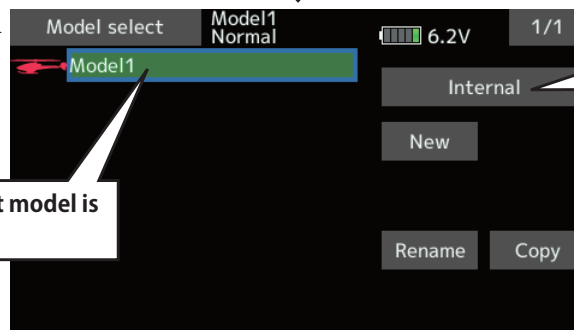 Model select
Model1
Normal
6.2V
1/1
Model1
Internal
New
t model is
Rename
Copy